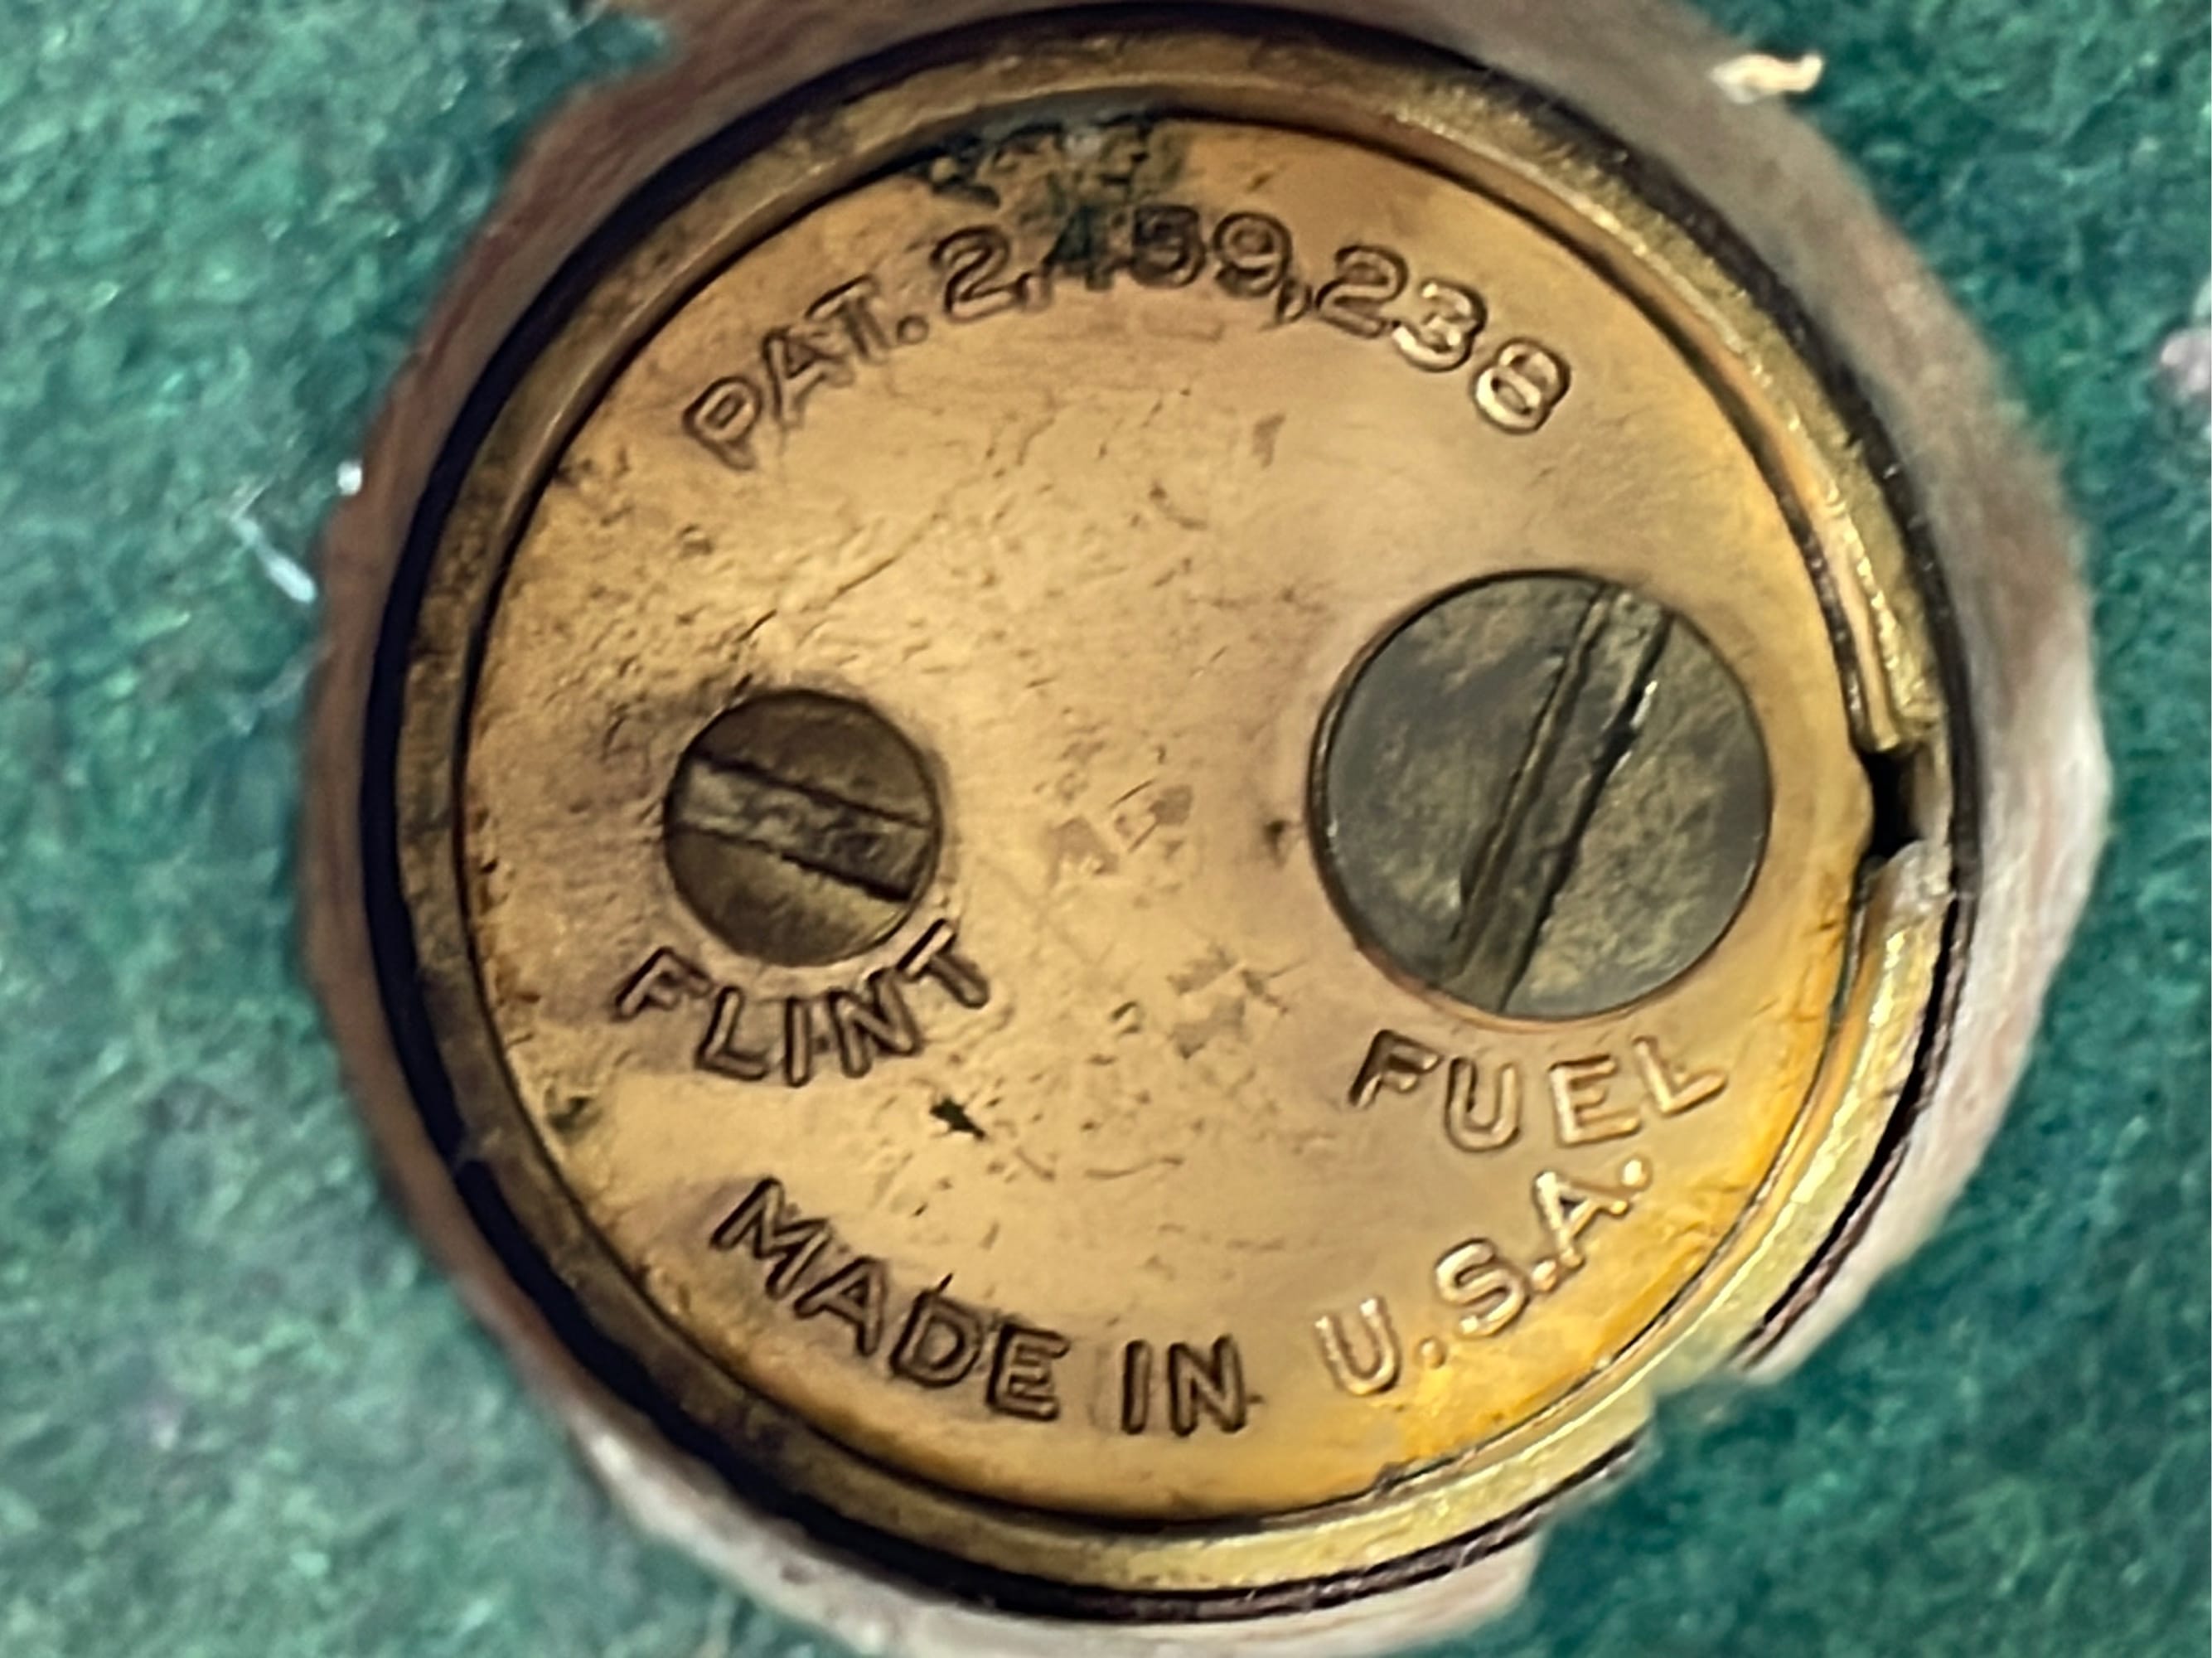 PAT. 2,459,238
FLINT
FUEL
MADE IN U.S.A.